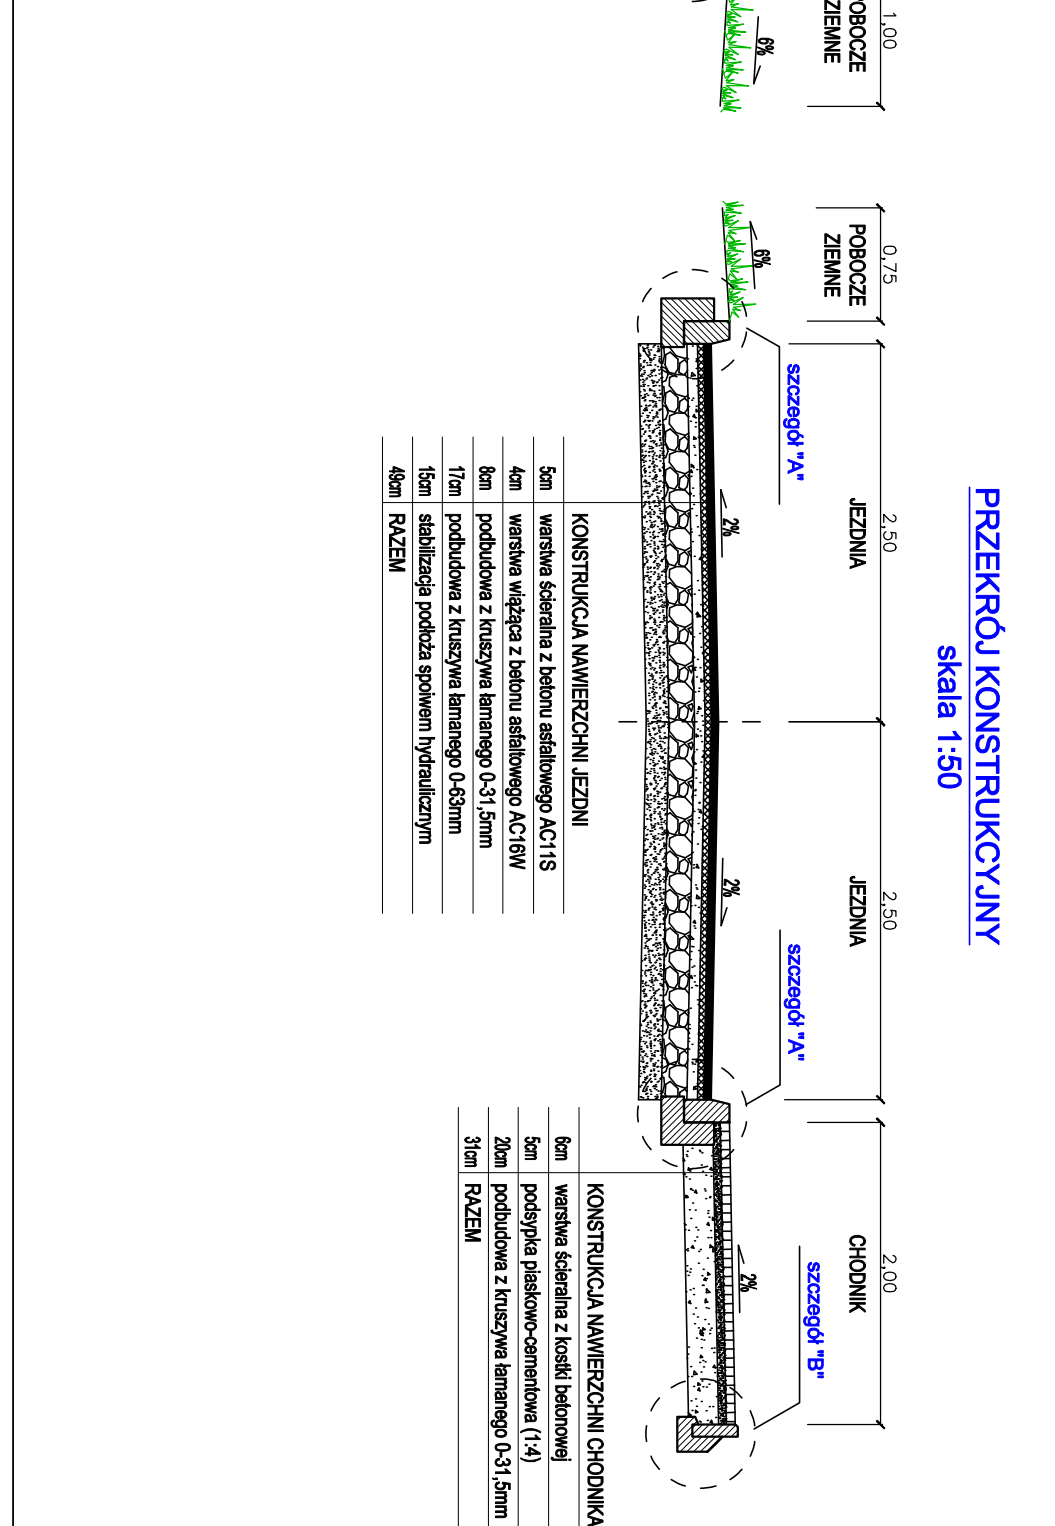 PRZEKRÓJ KONSTRUKCYJNY
skala 1:50
1,00
0,75
2,50
2,50
2,00
POBOCZE
ZIEMNE
POBOCZE
ZIEMNE
JEZDNIA
JEZDNIA
CHODNIK
szczegół "A"
szczegół "A"
szczegół "B"
6%
6%
2%
2%
2%
KONSTRUKCJA NAWIERZCHNI JEZDNI
5cm warstwa ścieralna z betonu asfaltowego AC11S
4cm warstwa wiążąca z betonu asfaltowego AC16W
8cm podbudowa z kruszywa łamanego 0-31,5mm
17cm podbudowa z kruszywa łamanego 0-63mm
15cm stabilizacja podłoża spoiwem hydraulicznym
49cm RAZEM
KONSTRUKCJA NAWIERZCHNI CHODNIKA
6cm warstwa ścieralna z kostki betonowej
5cm podsypka piaskowo-cementowa (1:4)
20cm podbudowa z kruszywa łamanego 0-31,5mm
31cm RAZEM